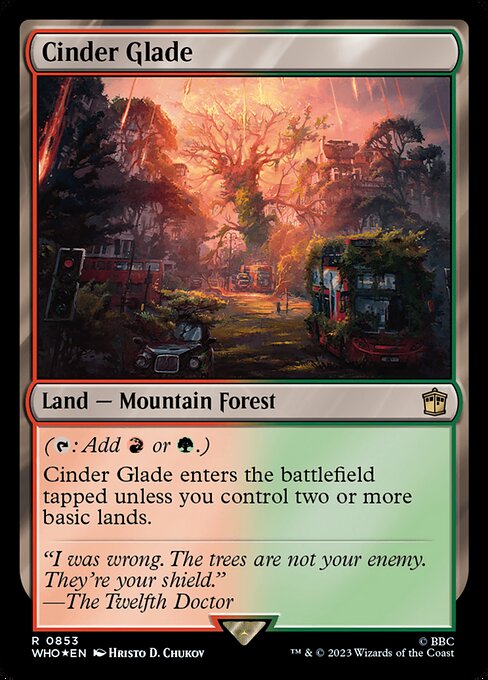 Cinder Glade
Land — Mountain Forest
(: Add or .)
Cinder Glade enters the battlefield
tapped unless you control two or more
basic lands.
“I was wrong. The trees are not your enemy.
They’re your shield.”
—The Twelfth Doctor
R 0853
WHO★EN Hristo D. Chukov
© BBC
™ & © 2023 Wizards of the Coast